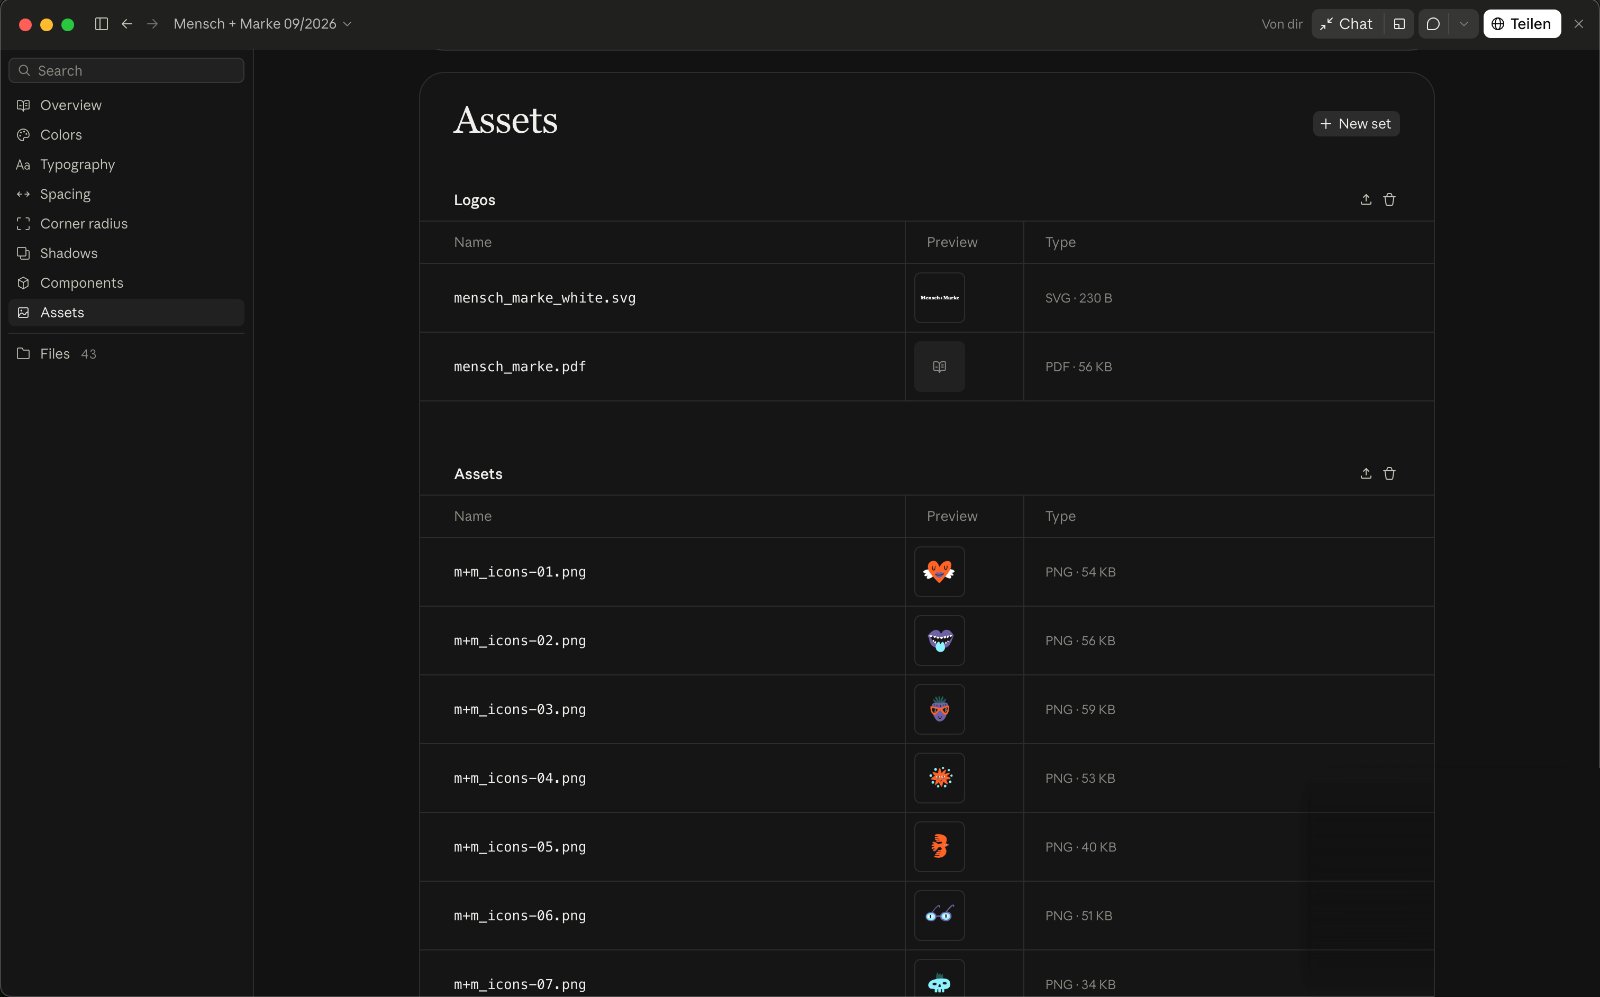 Mensch + Marke 09/2026
Von dir
Chat
Teilen
Search
Overview
Colors
Aa Typography
Spacing
Corner radius
Shadows
Components
Assets
Files 43
Assets
+ New set
Logos
Name Preview Type
mensch_marke_white.svg Mensch+Marke SVG · 230 B
mensch_marke.pdf PDF · 56 KB
Assets
Name Preview Type
m+m_icons-01.png PNG · 54 KB
m+m_icons-02.png PNG · 56 KB
m+m_icons-03.png PNG · 59 KB
m+m_icons-04.png PNG · 53 KB
m+m_icons-05.png PNG · 40 KB
m+m_icons-06.png PNG · 51 KB
m+m_icons-07.png PNG · 34 KB